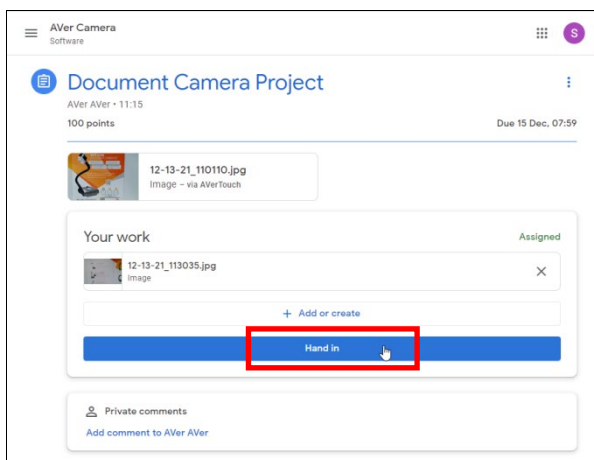 AVer Camera
Software
S
Document Camera Project
AVer AVer • 11:15
100 points
Due 15 Dec, 07:59
12-13-21_110110.jpg
Image – via AVerTouch
Your work
Assigned
12-13-21_113035.jpg
Image
+ Add or create
Hand in
Private comments
Add comment to AVer AVer